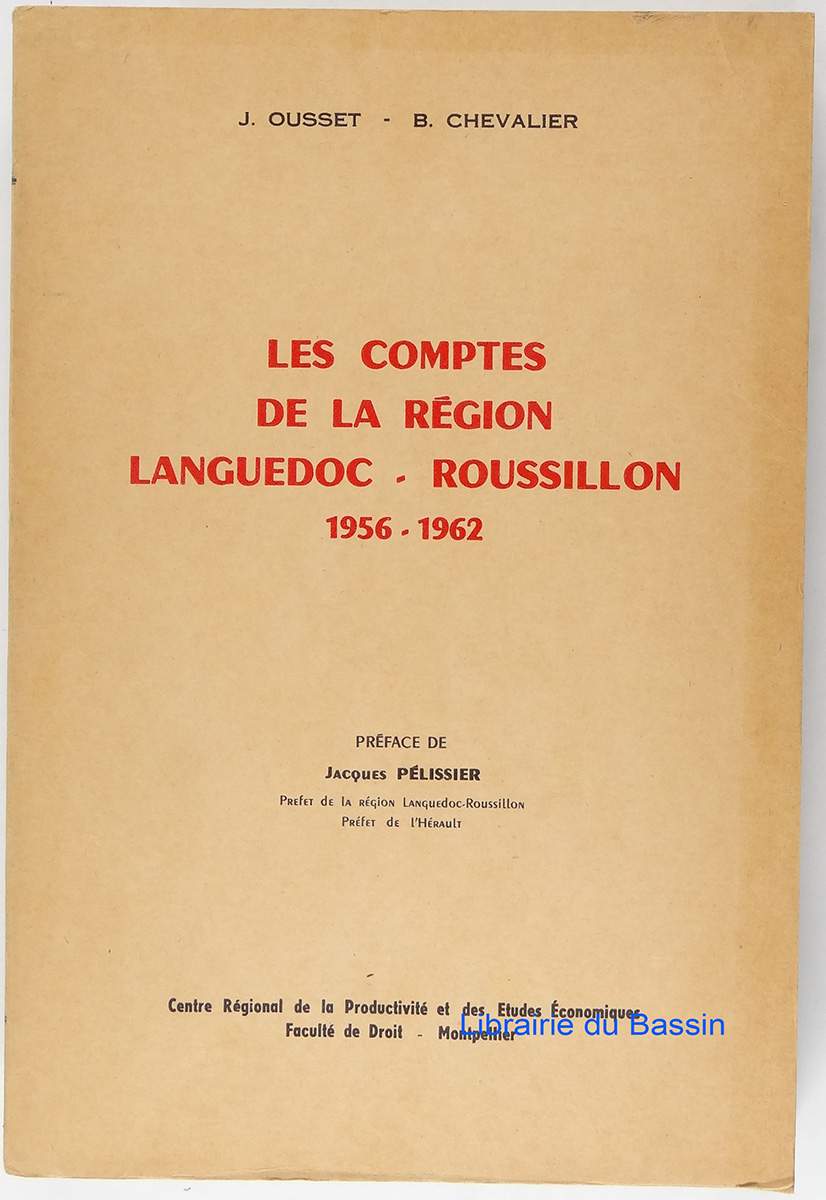 J. OUSSET - B. CHEVALIER
LES COMPTES
DE LA RÉGION
LANGUEDOC - ROUSSILLON
1956 - 1962
PRÉFACE DE
JACQUES PÉLISSIER
PREFET DE LA RÉGION LANGUEDOC-ROUSSILLON
PRÉFET DE L'HÉRAULT
Centre Régional de la Productivité et des Etudes Économiques
Faculté de Droit - Montpellier
Librairie du Bassin